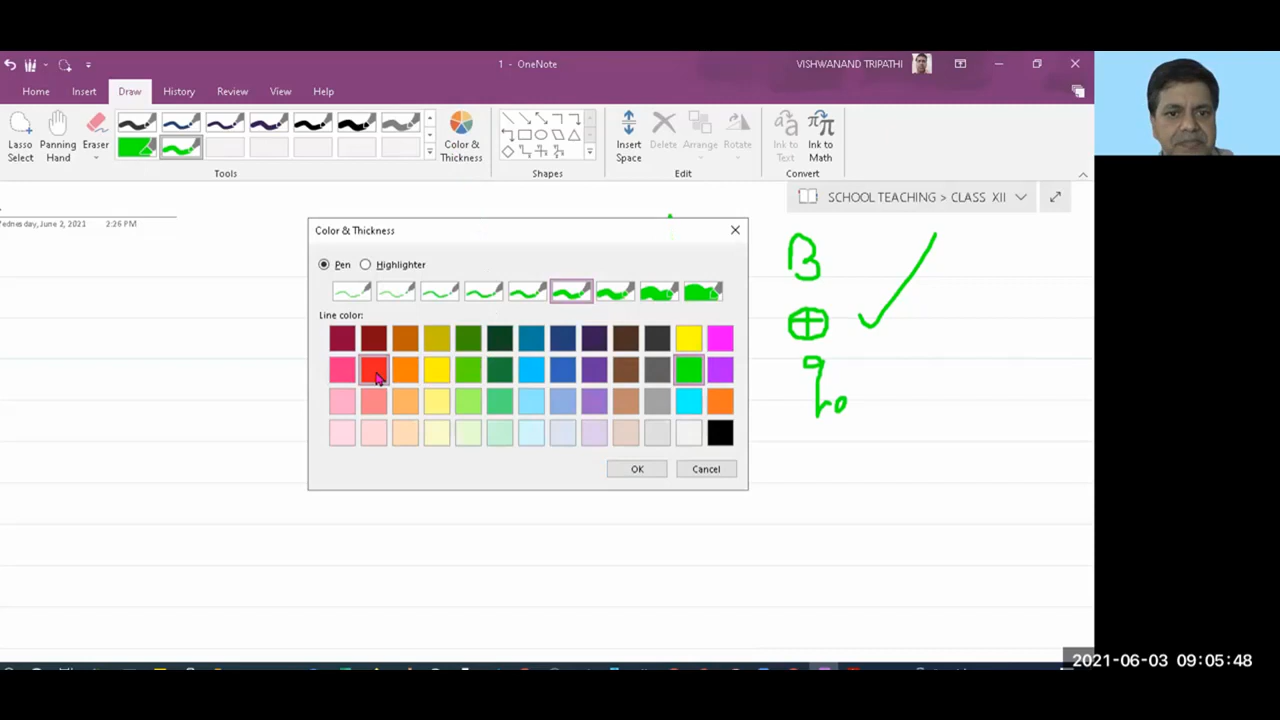 1 - OneNote
VISHWANAND TRIPATHI
Home Insert Draw History Review View Help
Lasso Select
Panning Hand
Eraser
Color & Thickness
Insert Space
Delete
Arrange
Rotate
Ink to Text
Ink to Math
Tools
Shapes
Edit
Convert
SCHOOL TEACHING > CLASS XII
ednesday, June 2, 2021 2:26 PM
Color & Thickness
Pen Highlighter
Line color:
OK Cancel
B
q
2021-06-03 09:05:48